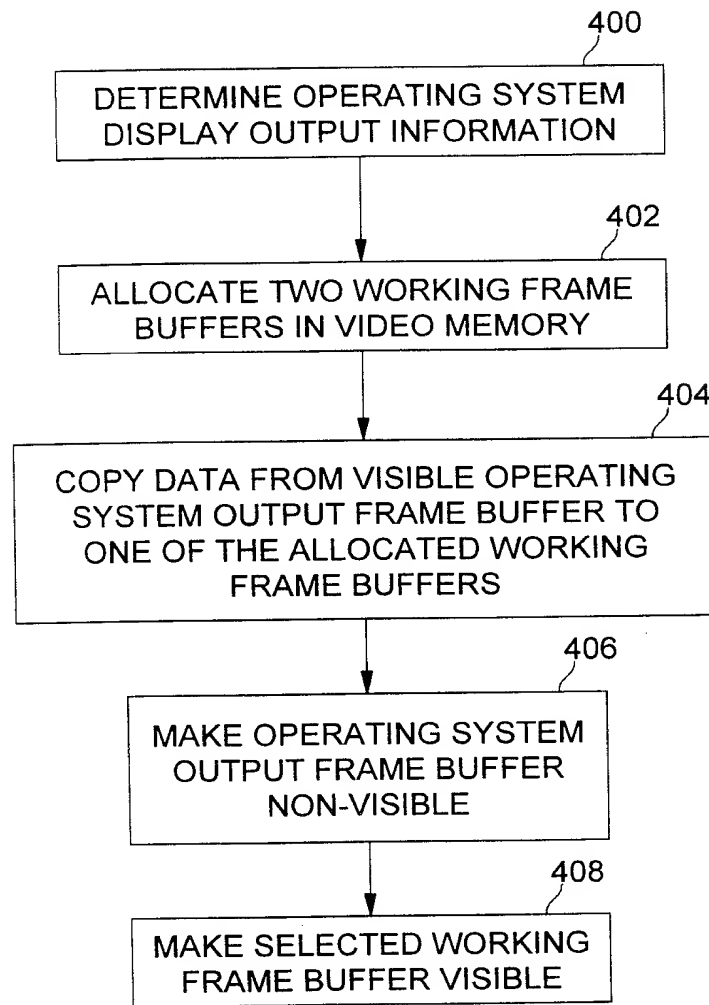 400
DETERMINE OPERATING SYSTEM
DISPLAY OUTPUT INFORMATION
402
ALLOCATE TWO WORKING FRAME
BUFFERS IN VIDEO MEMORY
404
COPY DATA FROM VISIBLE OPERATING
SYSTEM OUTPUT FRAME BUFFER TO
ONE OF THE ALLOCATED WORKING
FRAME BUFFERS
406
MAKE OPERATING SYSTEM
OUTPUT FRAME BUFFER
NON-VISIBLE
408
MAKE SELECTED WORKING
FRAME BUFFER VISIBLE